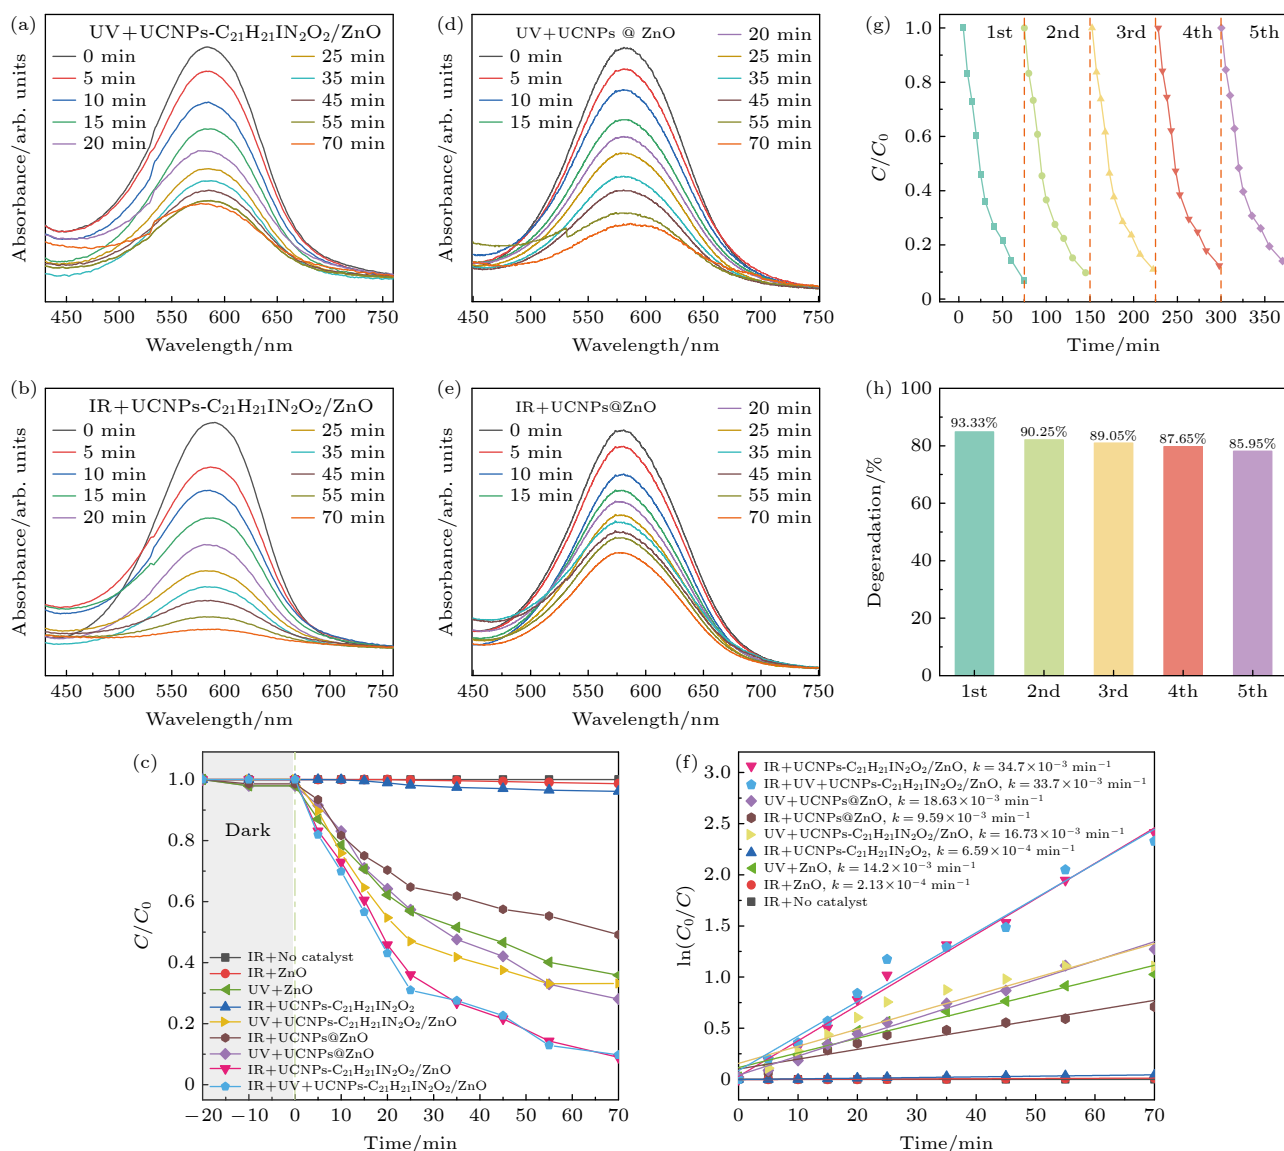 (a)
UV+UCNPs-C₂₁H₂₁IN₂O₂/ZnO
0 min
5 min
10 min
15 min
20 min
25 min
35 min
45 min
55 min
70 min
Absorbance/arb. units
450 500 550 600 650 700 750
Wavelength/nm
(d)
UV+UCNPs @ ZnO
0 min
5 min
10 min
15 min
20 min
25 min
35 min
45 min
55 min
70 min
Absorbance/arb. units
450 500 550 600 650 700 750
Wavelength/nm
(g)
1st 2nd 3rd 4th 5th
C/C₀
1.0
0.8
0.6
0.4
0.2
0
0 50 100 150 200 250 300 350
Time/min
(b)
IR+UCNPs-C₂₁H₂₁IN₂O₂/ZnO
0 min
5 min
10 min
15 min
20 min
25 min
35 min
45 min
55 min
70 min
Absorbance/arb. units
450 500 550 600 650 700 750
Wavelength/nm
(e)
IR+UCNPs@ZnO
0 min
5 min
10 min
15 min
20 min
25 min
35 min
45 min
55 min
70 min
Absorbance/arb. units
450 500 550 600 650 700 750
Wavelength/nm
(h)
Degeradation/%
100
80
60
40
20
0
93.33% 90.25% 89.05% 87.65% 85.95%
1st 2nd 3rd 4th 5th
(c)
C/C₀
1.0
0.8
0.6
0.4
0.2
0
Dark
IR+No catalyst
IR+ZnO
UV+ZnO
IR+UCNPs-C₂₁H₂₁IN₂O₂
UV+UCNPs-C₂₁H₂₁IN₂O₂/ZnO
IR+UCNPs@ZnO
UV+UCNPs@ZnO
IR+UCNPs-C₂₁H₂₁IN₂O₂/ZnO
IR+UV+UCNPs-C₂₁H₂₁IN₂O₂/ZnO
−20 −10 0 10 20 30 40 50 60 70
Time/min
(f)
ln(C₀/C)
3.0
2.5
2.0
1.5
1.0
0.5
0
IR+UCNPs-C₂₁H₂₁IN₂O₂/ZnO, k = 34.7×10⁻³ min⁻¹
IR+UV+UCNPs-C₂₁H₂₁IN₂O₂/ZnO, k = 33.7×10⁻³ min⁻¹
UV+UCNPs@ZnO, k = 18.63×10⁻³ min⁻¹
IR+UCNPs@ZnO, k = 9.59×10⁻³ min⁻¹
UV+UCNPs-C₂₁H₂₁IN₂O₂/ZnO, k = 16.73×10⁻³ min⁻¹
IR+UCNPs-C₂₁H₂₁IN₂O₂, k = 6.59×10⁻⁴ min⁻¹
UV+ZnO, k = 14.2×10⁻³ min⁻¹
IR+ZnO, k = 2.13×10⁻⁴ min⁻¹
IR+No catalyst
0 10 20 30 40 50 60 70
Time/min